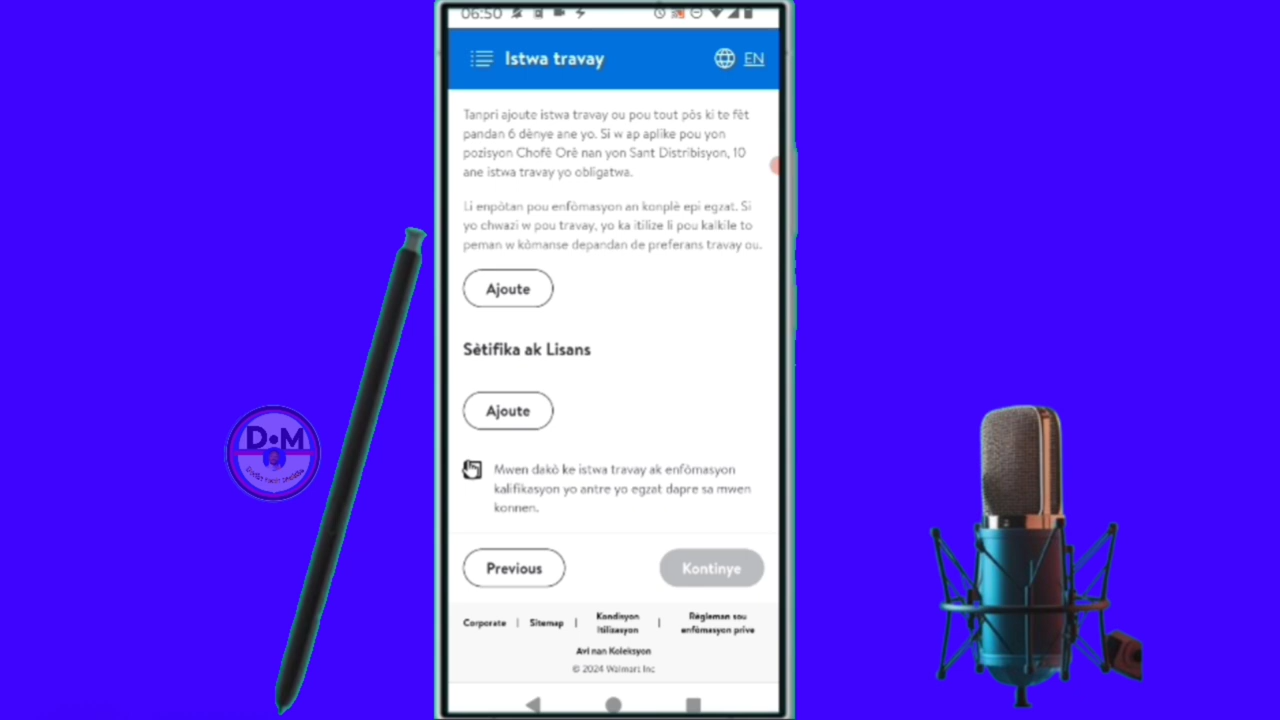 06:50
Istwa travay
EN
Tanpri ajoute istwa travay ou pou tout pòs ki te fèt
pandan 6 dènye ane yo. Si w ap aplike pou yon
pozisyon Chofè Orè nan yon Sant Distribisyon, 10
ane istwa travay yo obligatwa.
Li enpòtan pou enfòmasyon an konplè epi egzat. Si
yo chwazi w pou travay, yo ka itilize li pou kalkile to
peman w kòmanse depandan de preferans travay ou.
Ajoute
Sètifika ak Lisans
Ajoute
Mwen dakò ke istwa travay ak enfòmasyon
kalifikasyon yo antre yo egzat dapre sa mwen
konnen.
Previous
Kontinye
Corporate | Sitemap | Kondisyon Itilizasyon | Règleman sou enfòmasyon prive
Avi nan Koleksyon
© 2024 Walmart Inc
D•M